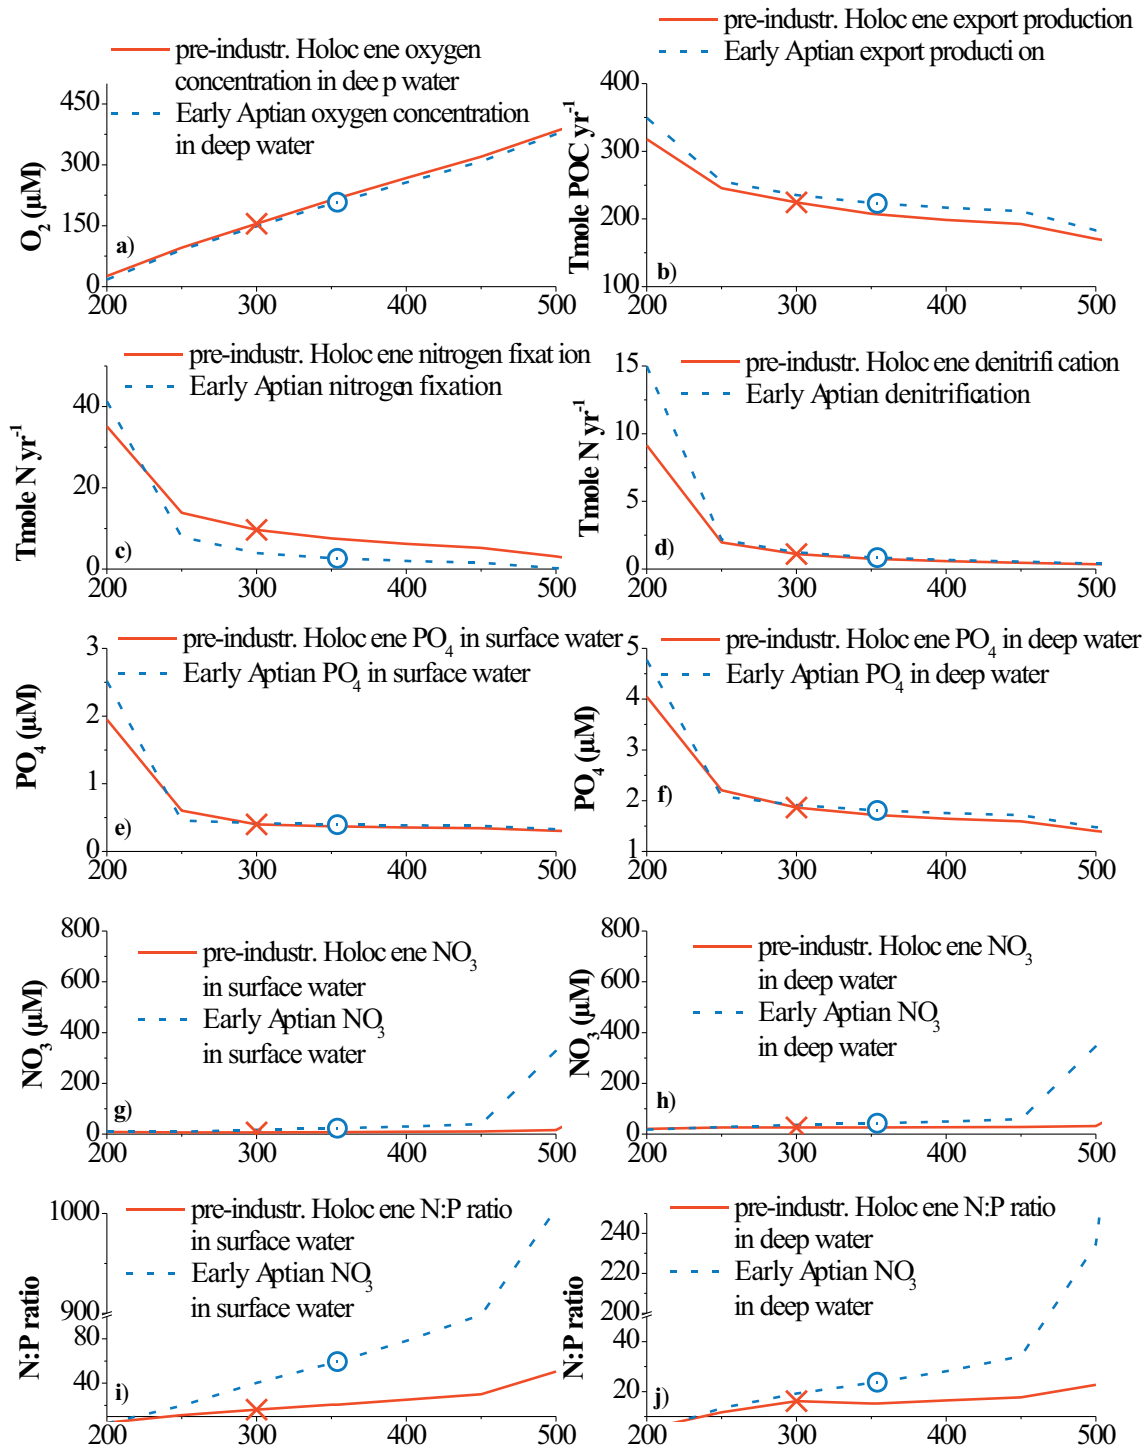 pre-industr. Holoc ene oxygen
concentration in dee p water
Early Aptian oxygen concentration
in deep water
450
300
150
0
O2 (μM)
a)
200 300 400 500
pre-industr. Holoc ene export production
Early Aptian export producti on
400
300
200
100
Tmole POC yr-1
b)
200 300 400 500
pre-industr. Holoc ene nitrogen fixat ion
Early Aptian nitrogen fixation
40
20
0
Tmole N yr-1
c)
200 300 400 500
pre-industr. Holoc ene denitrifi cation
Early Aptian denitrification
15
10
5
0
Tmole N yr-1
d)
200 300 400 500
pre-industr. Holoc ene PO4 in surface water
Early Aptian PO4 in surface water
3
2
1
0
PO4 (μM)
e)
200 300 400 500
pre-industr. Holoc ene PO4 in deep water
Early Aptian PO4 in deep water
5
4
3
2
1
PO4 (μM)
f)
200 300 400 500
pre-industr. Holoc ene NO3
in surface water
Early Aptian NO3
in surface water
800
600
400
200
0
NO3 (μM)
g)
200 300 400 500
pre-industr. Holoc ene NO3
in deep water
Early Aptian NO3
in deep water
800
600
400
200
0
NO3 (μM)
h)
200 300 400 500
pre-industr. Holoc ene N:P ratio
in surface water
Early Aptian NO3
in surface water
1000
900
80
40
N:P ratio
i)
200 300 400 500
pre-industr. Holoc ene N:P ratio
in deep water
Early Aptian NO3
in deep water
240
220
200
40
20
N:P ratio
j)
200 300 400 500